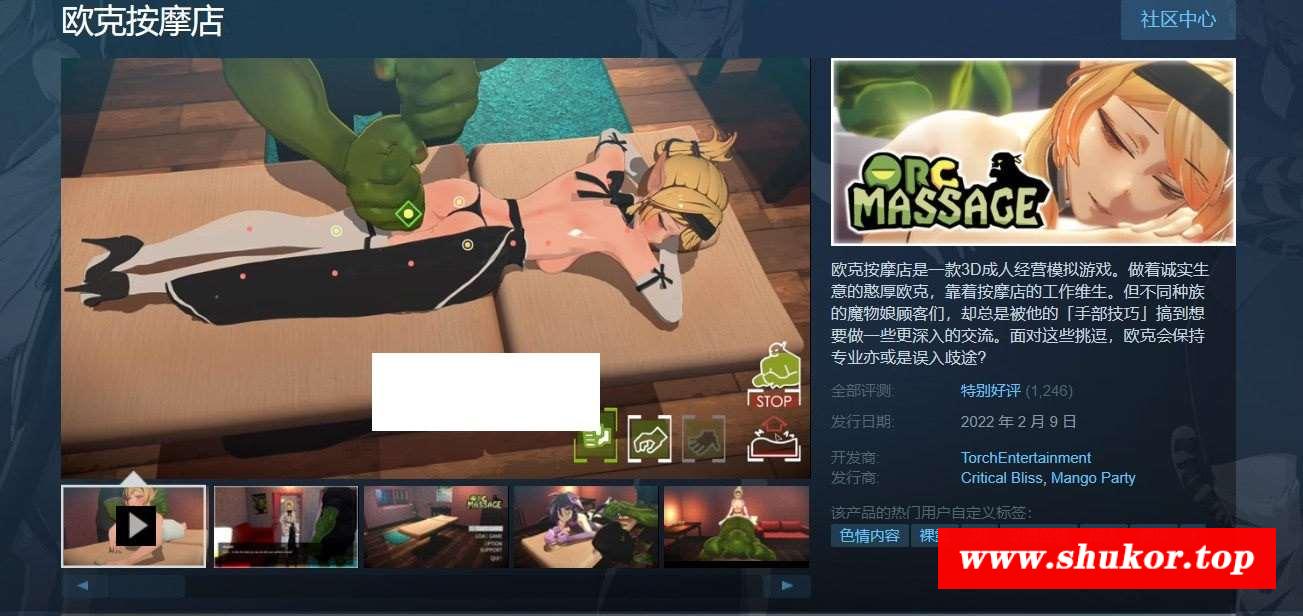 欧克按摩店
社区中心
STOP
ORC
MASSAGE
欧克按摩店是一款3D成人经营模拟游戏。做着诚实生
意的憨厚欧克，靠着按摩店的工作维生。但不同种族
的魔物娘顾客们，却总是被他的「手部技巧」搞到想
要做一些更深入的交流。面对这些挑逗，欧克会保持
专业亦或是误入歧途?
全部评测: 特别好评 (1,246)
发行日期: 2022 年 2 月 9 日
开发商: TorchEntertainment
发行商: Critical Bliss, Mango Party
该产品的热门用户自定义标签:
色情内容
www.shukor.top
ORC
MASSAGE